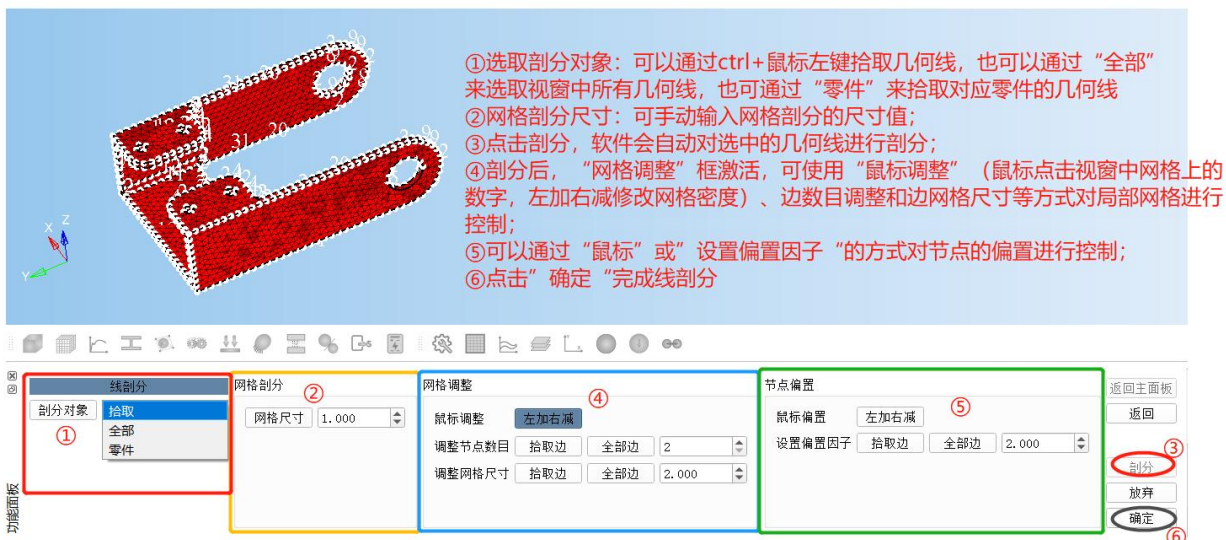 ①选取剖分对象：可以通过ctrl+鼠标左键拾取几何线，也可以通过“全部”
来选取视窗中所有几何线，也可通过“零件”来拾取对应零件的几何线
②网格剖分尺寸：可手动输入网格剖分的尺寸值；
③点击剖分，软件会自动对选中的几何线进行剖分；
④剖分后，“网格调整”框激活，可使用“鼠标调整”（鼠标点击视窗中网格上的
数字，左加右减修改网格密度）、边数目调整和边网格尺寸等方式对局部网格进行
控制；
⑤可以通过“鼠标”或”设置偏置因子“的方式对节点的偏置进行控制；
⑥点击”确定“完成线剖分
31
20
X
Z
Y
线剖分
剖分对象
拾取
①
全部
零件
网格剖分
②
网格尺寸 1.000
网格调整
④
鼠标调整 左加右减
调整节点数目 拾取边 全部边 2
调整网格尺寸 拾取边 全部边 2.000
节点偏置
⑤
鼠标偏置 左加右减
设置偏置因子 拾取边 全部边 2.000
返回主面板
返回
③
剖分
放弃
确定
⑥
功能面板